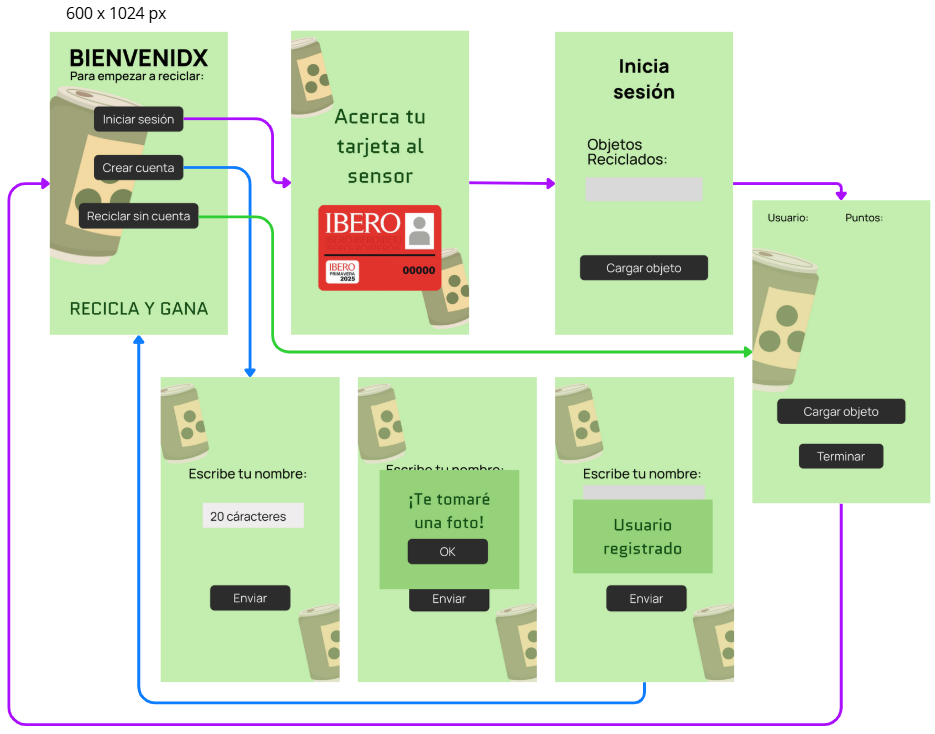 600 x 1024 px
BIENVENIDX
Para empezar a reciclar:
Iniciar sesión
Crear cuenta
Reciclar sin cuenta
RECICLA Y GANA
Acerca tu
tarjeta al
sensor
IBERO
IBERO
PRIMAVERA
2025
00000
Inicia
sesión
Objetos
Reciclados:
Cargar objeto
Usuario:
Puntos:
Cargar objeto
Terminar
Escribe tu nombre:
20 cáracteres
Enviar
Escribe tu nombre:
¡Te tomaré
una foto!
OK
Enviar
Escribe tu nombre:
Usuario
registrado
Enviar